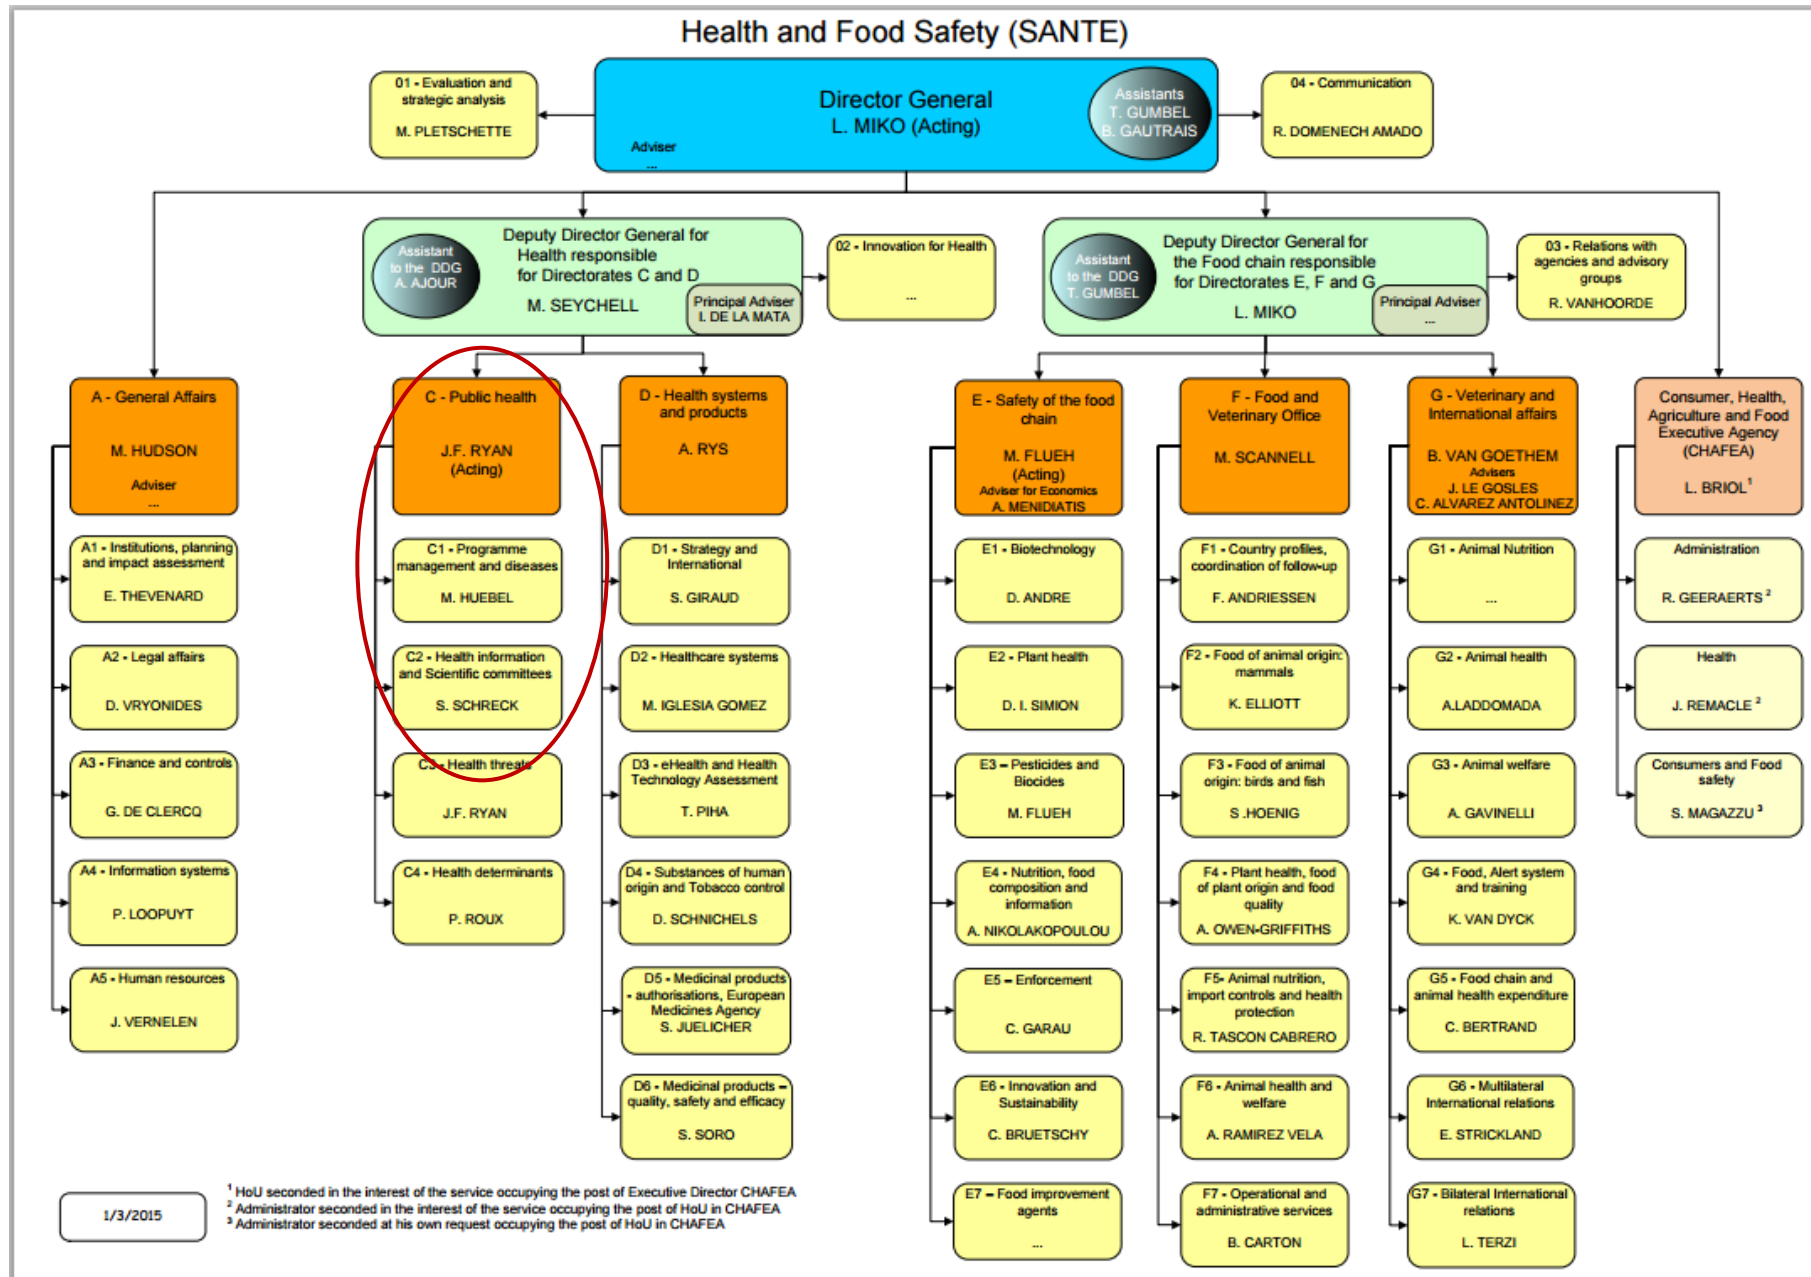 Health and Food Safety (SANTE)
01 - Evaluation and
strategic analysis
M. PLETSCHETTE
Director General
L. MIKO (Acting)
Adviser
...
Assistants
T. GUMBEL
B. GAUTRAIS
04 - Communication
R. DOMENECH AMADO
Assistant
to the DDG
A. AJOUR
Deputy Director General for
Health responsible
for Directorates C and D
M. SEYCHELL
Principal Adviser
I. DE LA MATA
02 - Innovation for Health
...
Assistant
to the DDG
T. GUMBEL
Deputy Director General for
the Food chain responsible
for Directorates E, F and G
L. MIKO
Principal Adviser
...
03 - Relations with
agencies and advisory
groups
R. VANHOORDE
A - General Affairs
M. HUDSON
Adviser
...
A1 - Institutions, planning
and impact assessment
E. THEVENARD
A2 - Legal affairs
D. VRYONIDES
A3 - Finance and controls
G. DE CLERCQ
A4 - Information systems
P. LOOPUYT
A5 - Human resources
J. VERNELEN
C - Public health
J.F. RYAN
(Acting)
C1 - Programme
management and diseases
M. HUEBEL
C2 - Health information
and Scientific committees
S. SCHRECK
C3 - Health threats
J.F. RYAN
C4 - Health determinants
P. ROUX
D - Health systems
and products
A. RYS
D1 - Strategy and
International
S. GIRAUD
D2 - Healthcare systems
M. IGLESIA GOMEZ
D3 - eHealth and Health
Technology Assessment
T. PIHA
D4 - Substances of human
origin and Tobacco control
D. SCHNICHELS
D5 - Medicinal products
- authorisations, European
Medicines Agency
S. JUELICHER
D6 - Medicinal products –
quality, safety and efficacy
S. SORO
E - Safety of the food
chain
M. FLUEH
(Acting)
Adviser for Economics
A. MENIDIATIS
E1 - Biotechnology
D. ANDRE
E2 - Plant health
D. I. SIMION
E3 – Pesticides and
Biocides
M. FLUEH
E4 - Nutrition, food
composition and
information
A. NIKOLAKOPOULOU
E5 – Enforcement
C. GARAU
E6 - Innovation and
Sustainability
C. BRUETSCHY
E7 – Food improvement
agents
...
F - Food and
Veterinary Office
M. SCANNELL
F1 - Country profiles,
coordination of follow-up
F. ANDRIESSEN
F2 - Food of animal origin:
mammals
K. ELLIOTT
F3 - Food of animal
origin: birds and fish
S .HOENIG
F4 - Plant health, food
of plant origin and food
quality
A. OWEN-GRIFFITHS
F5- Animal nutrition,
import controls and health
protection
R. TASCON CABRERO
F6 - Animal health and
welfare
A. RAMIREZ VELA
F7 - Operational and
administrative services
B. CARTON
G - Veterinary and
International affairs
B. VAN GOETHEM
Advisers
J. LE GOSLES
C. ALVAREZ ANTOLINEZ
G1 - Animal Nutrition
...
G2 - Animal health
A.LADDOMADA
G3 - Animal welfare
A. GAVINELLI
G4 - Food, Alert system
and training
K. VAN DYCK
G5 - Food chain and
animal health expenditure
C. BERTRAND
G6 - Multilateral
International relations
E. STRICKLAND
G7 - Bilateral International
relations
L. TERZI
Consumer, Health,
Agriculture and Food
Executive Agency
(CHAFEA)
L. BRIOL¹
Administration
R. GEERAERTS ²
Health
J. REMACLE ²
Consumers and Food
safety
S. MAGAZZU ³
1/3/2015
¹ HoU seconded in the interest of the service occupying the post of Executive Director CHAFEA
² Administrator seconded in the interest of the service occupying the post of HoU in CHAFEA
³ Administrator seconded at his own request occupying the post of HoU in CHAFEA